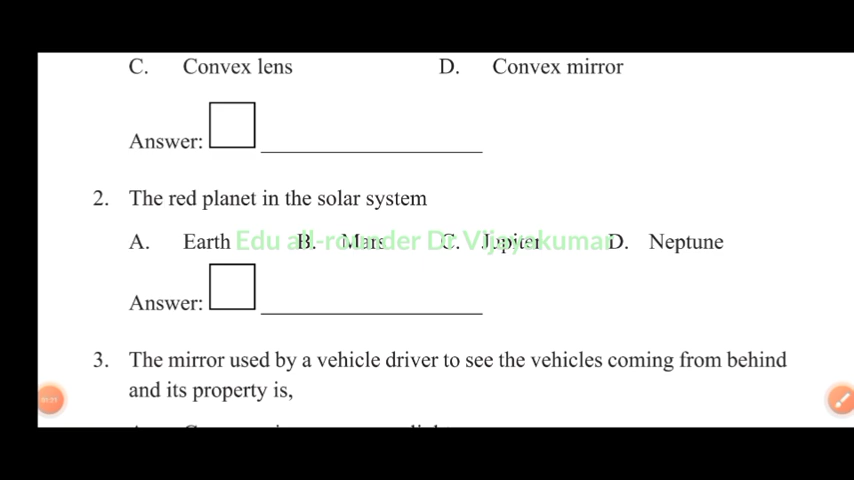 C. Convex lens D. Convex mirror
Answer:
2. The red planet in the solar system
A. Earth B. Mars C. Jupiter D. Neptune
Edu all-rounder Dr Vijayakumar
Answer:
3. The mirror used by a vehicle driver to see the vehicles coming from behind
and its property is,